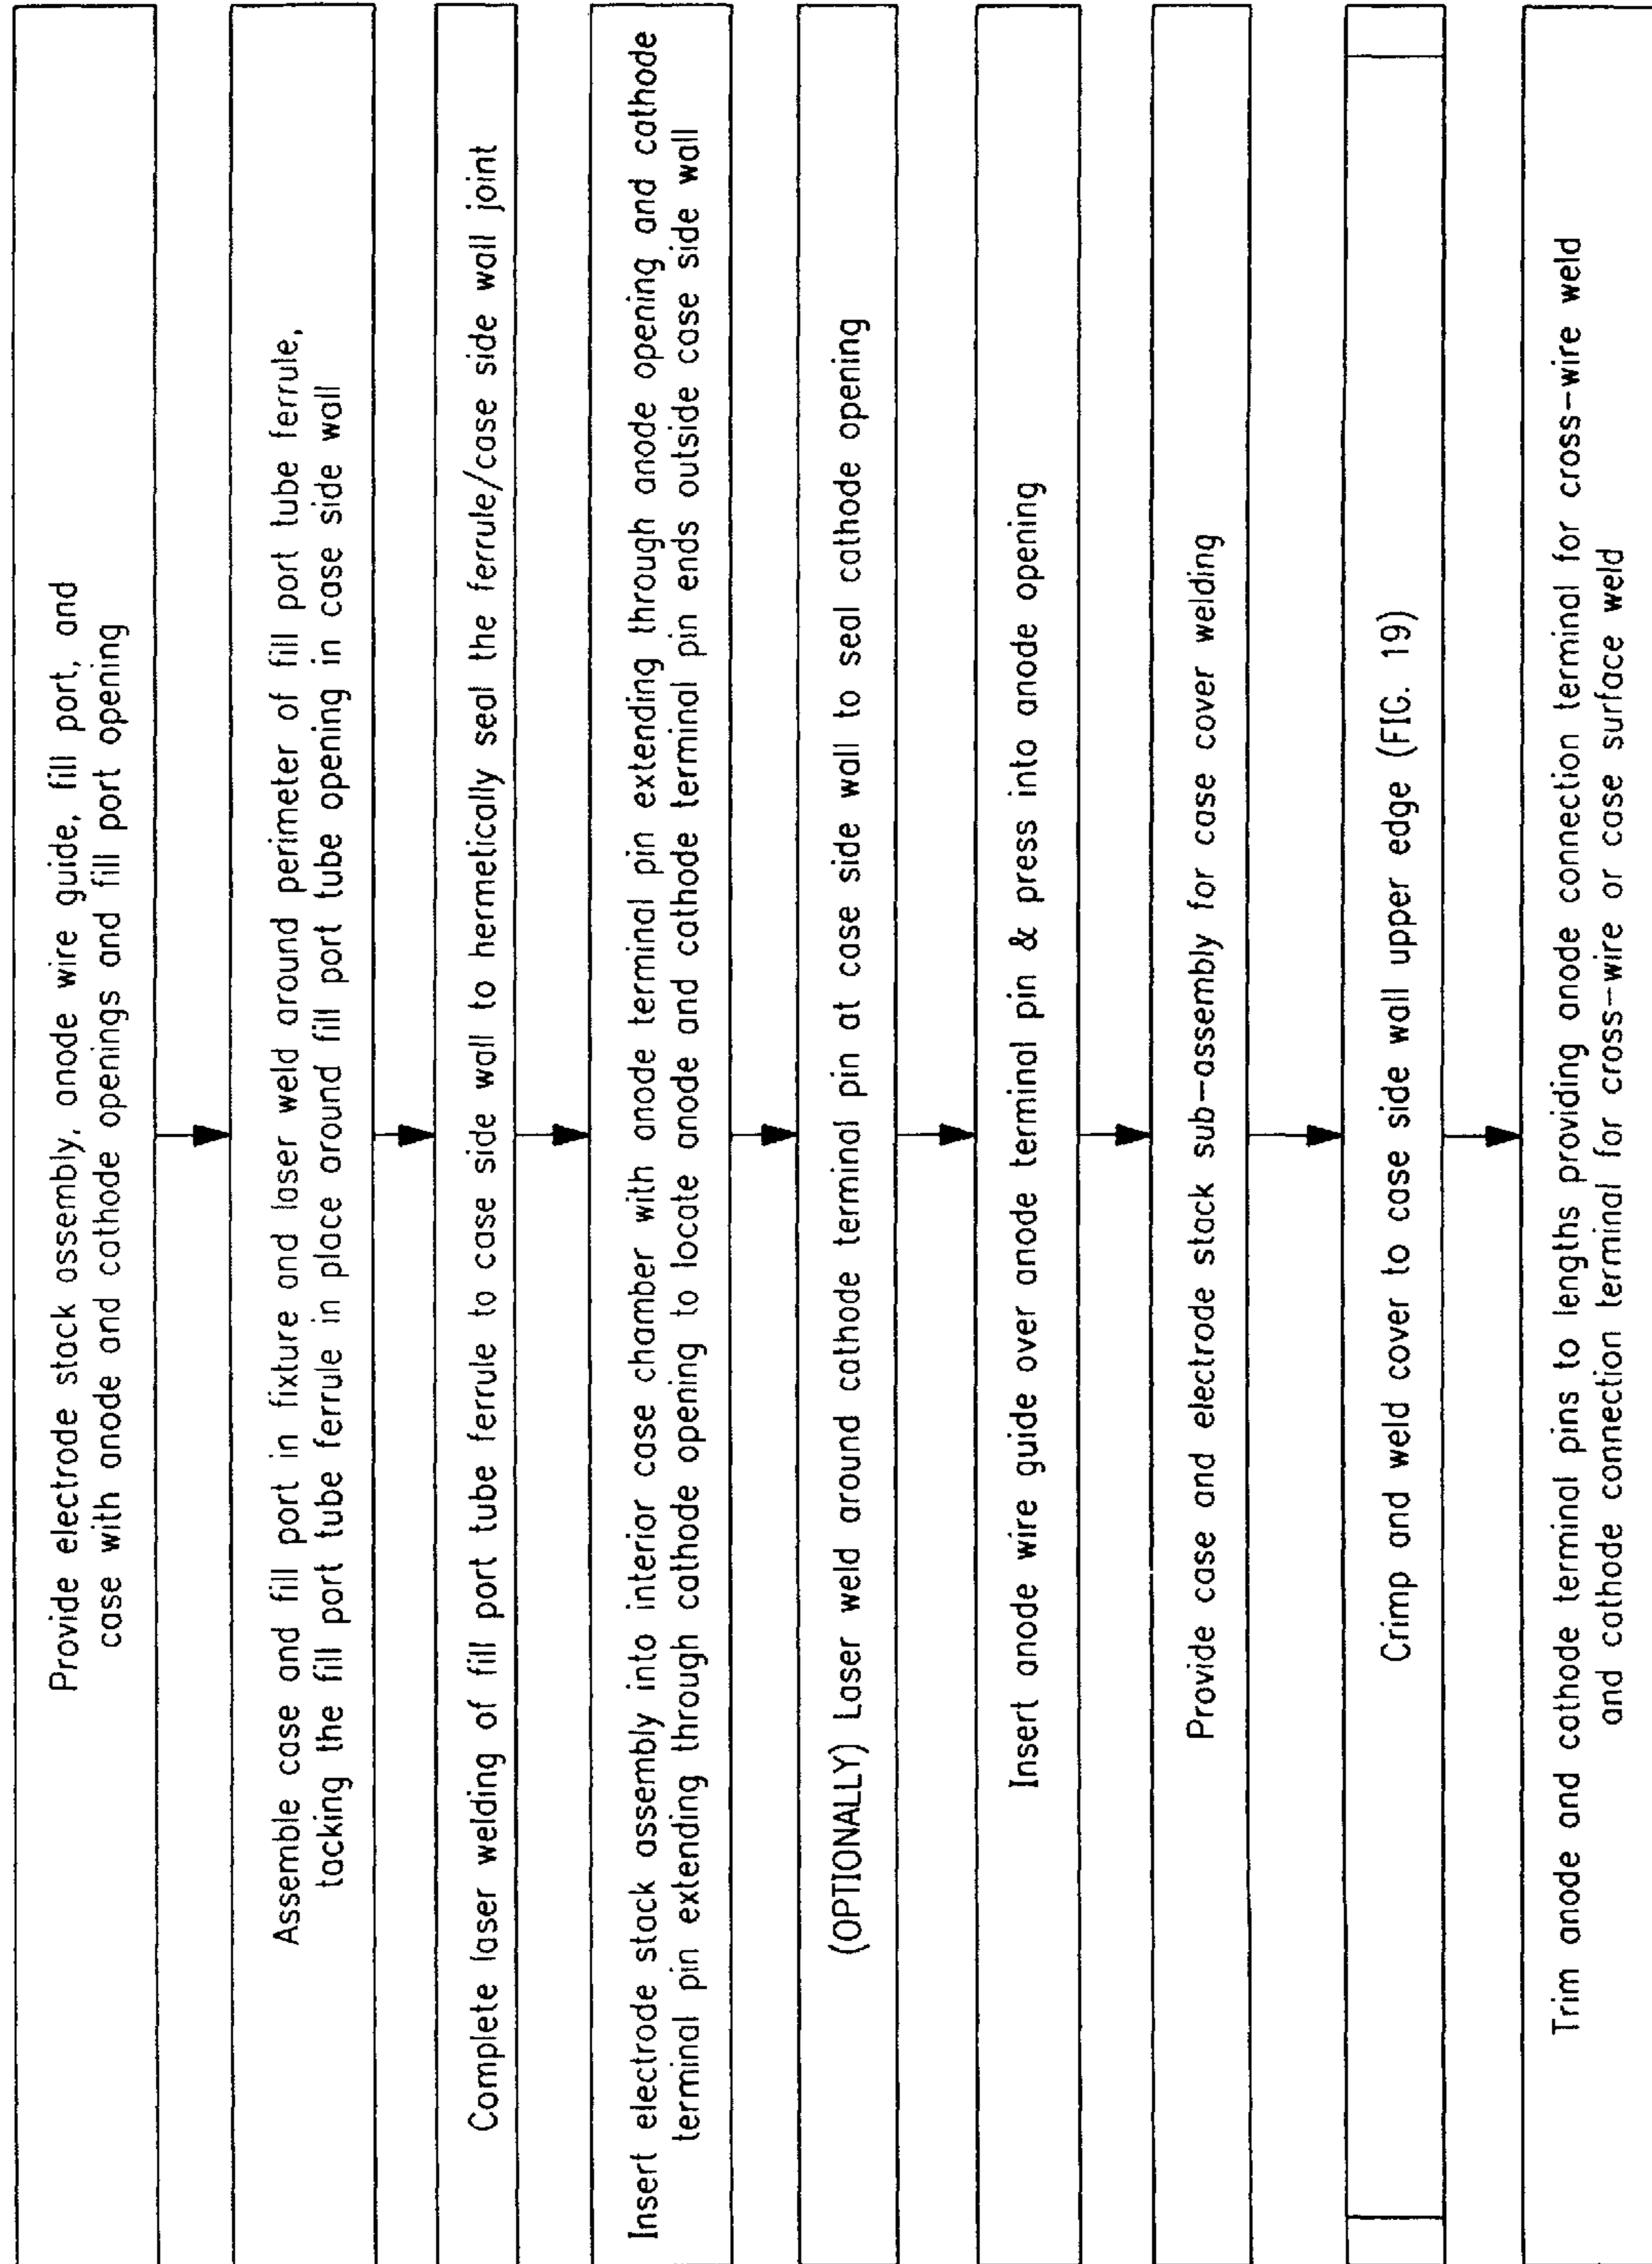 Provide electrode stack assembly, anode wire guide, fill port, and
case with anode and cathode openings and fill port opening
Assemble case and fill port in fixture and laser weld around perimeter of fill port tube ferrule,
tacking the fill port tube ferrule in place around fill port tube opening in case side wall
Complete laser welding of fill port tube ferrule to case side wall to hermetically seal the ferrule/case side wall joint
Insert electrode stack assembly into interior case chamber with anode terminal pin extending through anode opening and cathode
terminal pin extending through cathode opening to locate anode and cathode terminal pin ends outside case side wall
(OPTIONALLY) Laser weld around cathode terminal pin at case side wall to seal cathode opening
Insert anode wire guide over anode terminal pin & press into anode opening
Provide case and electrode stack sub-assembly for case cover welding
Crimp and weld cover to case side wall upper edge (FIG. 19)
Trim anode and cathode terminal pins to lengths providing anode connection terminal for cross-wire weld
and cathode connection terminal for cross-wire or case surface weld